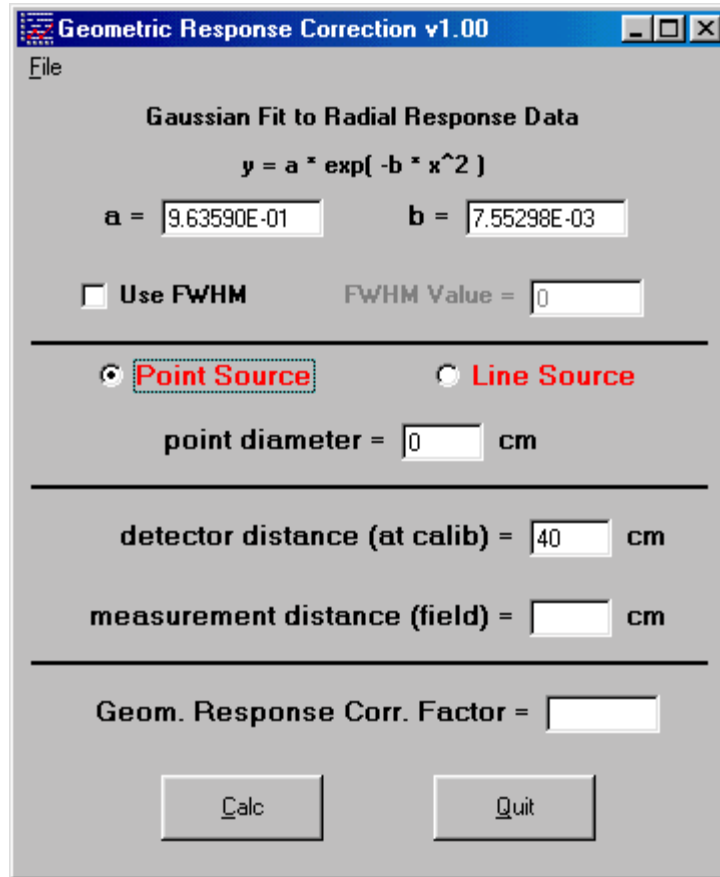 Geometric Response Correction v1.00
File
Gaussian Fit to Radial Response Data
y = a * exp( -b * x^2 )
a = 9.63590E-01 b = 7.55298E-03
Use FWHM FWHM Value = 0
Point Source Line Source
point diameter = 0 cm
detector distance (at calib) = 40 cm
measurement distance (field) = cm
Geom. Response Corr. Factor =
Calc Quit